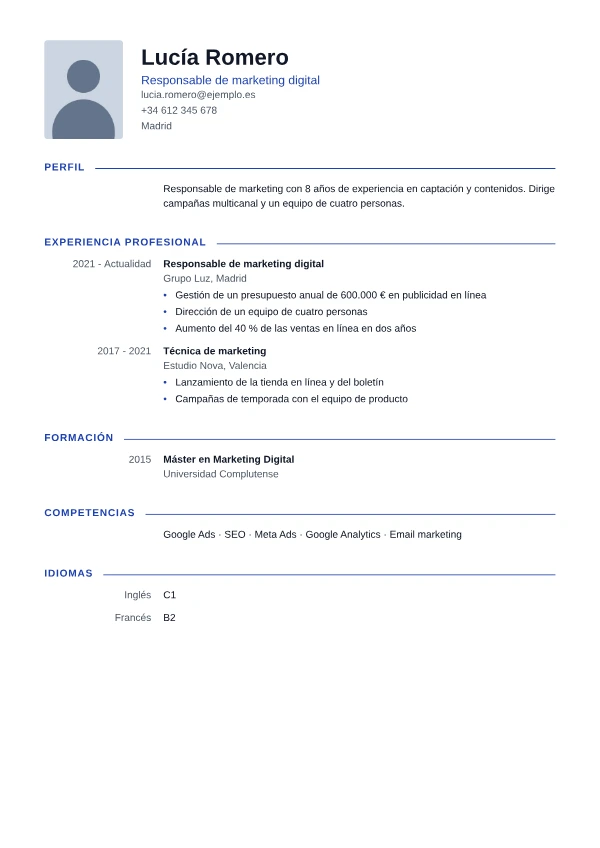 Lucía Romero
Responsable de marketing digital
lucia.romero@ejemplo.es
+34 612 345 678
Madrid
PERFIL
Responsable de marketing con 8 años de experiencia en captación y contenidos. Dirige
campañas multicanal y un equipo de cuatro personas.
EXPERIENCIA PROFESIONAL
2021 - Actualidad Responsable de marketing digital
Grupo Luz, Madrid
• Gestión de un presupuesto anual de 600.000 € en publicidad en línea
• Dirección de un equipo de cuatro personas
• Aumento del 40 % de las ventas en línea en dos años
2017 - 2021 Técnica de marketing
Estudio Nova, Valencia
• Lanzamiento de la tienda en línea y del boletín
• Campañas de temporada con el equipo de producto
FORMACIÓN
2015 Máster en Marketing Digital
Universidad Complutense
COMPETENCIAS
Google Ads · SEO · Meta Ads · Google Analytics · Email marketing
IDIOMAS
Inglés C1
Francés B2